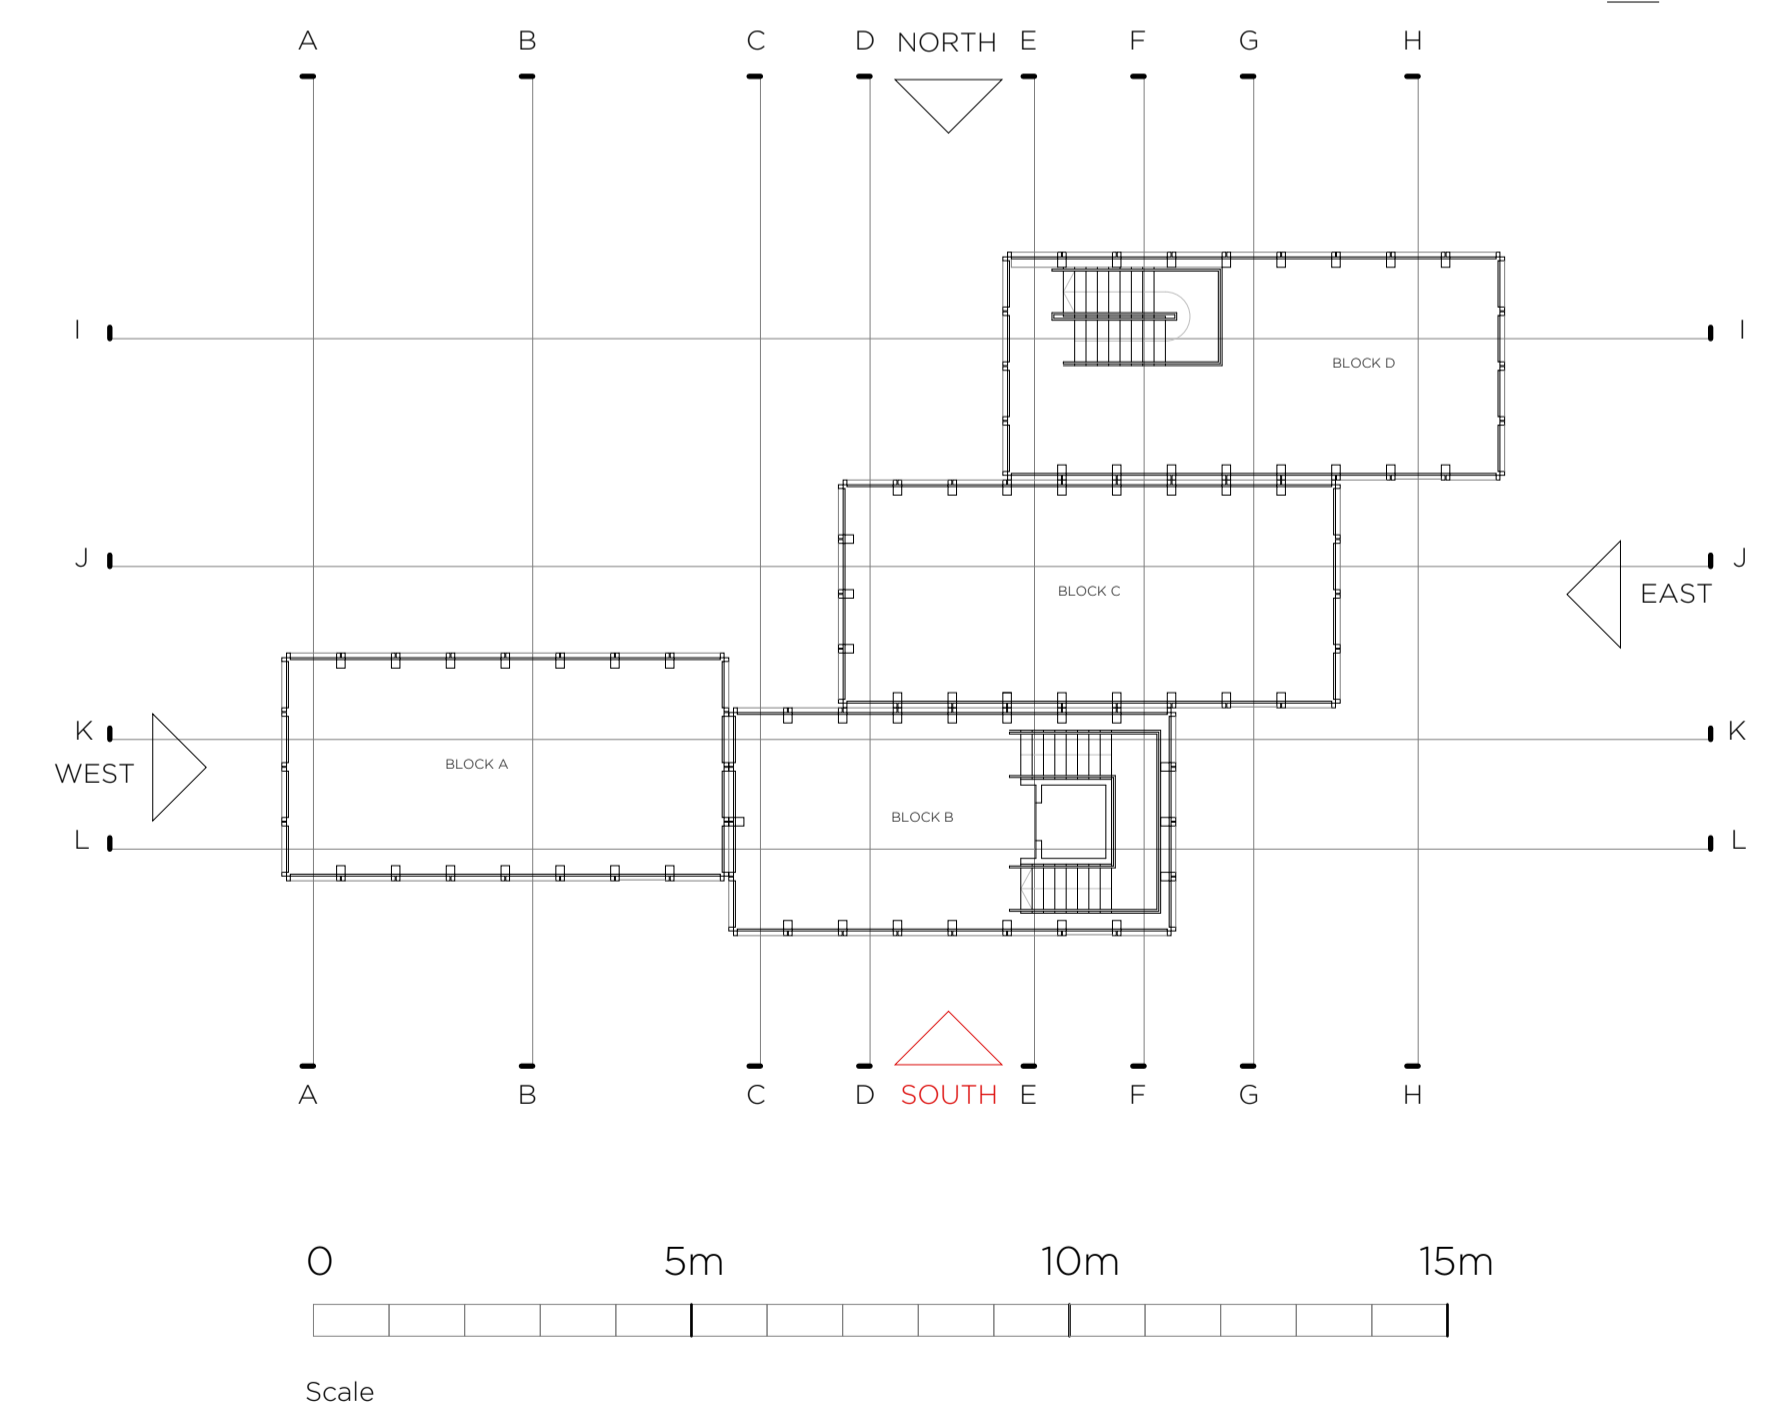 A B C D NORTH E F G H
I I
BLOCK D
J J
BLOCK C
EAST
K K
WEST
BLOCK A
BLOCK B
L L
A B C D SOUTH E F G H
0 5m 10m 15m
Scale